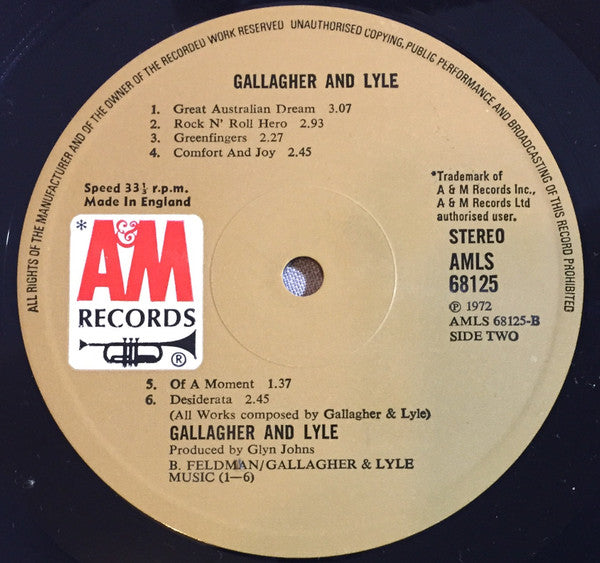 ALL RIGHTS OF THE MANUFACTURER AND OF THE OWNER OF THE RECORDED WORK RESERVED UNAUTHORISED COPYING, PUBLIC PERFORMANCE AND BROADCASTING OF THIS RECORD PROHIBITED
GALLAGHER AND LYLE
1. Great Australian Dream 3.07
2. Rock N' Roll Hero 2.93
3. Greenfingers 2.27
4. Comfort And Joy 2.45
Speed 33⅓ r.p.m.
Made In England
*Trademark of
A & M Records Inc.,
A & M Records Ltd
authorised user.
* A&M
RECORDS
®
STEREO
AMLS
68125
℗ 1972
AMLS 68125-B
SIDE TWO
5. Of A Moment 1.37
6. Desiderata 2.45
(All Works composed by Gallagher & Lyle)
GALLAGHER AND LYLE
Produced by Glyn Johns
B. FELDMAN/GALLAGHER & LYLE
MUSIC (1—6)